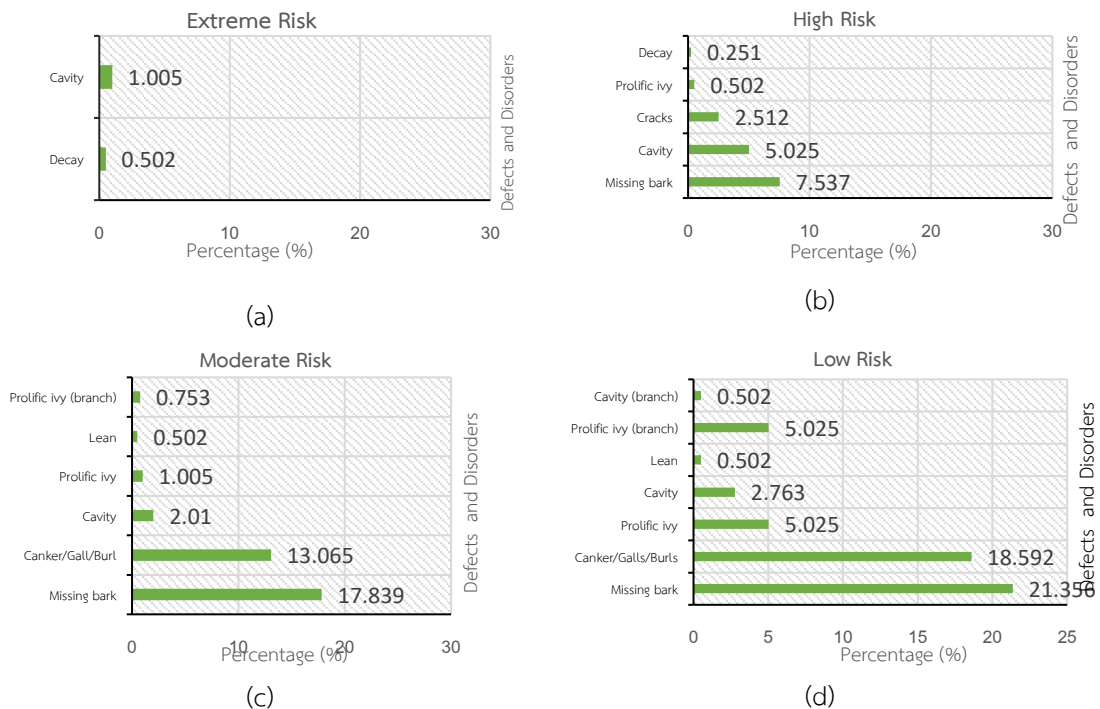 Extreme Risk
Cavity
1.005
Decay
0.502
0
10
20
30
Percentage (%)
Defects and Disorders
(a)
High Risk
Decay
0.251
Prolific ivy
0.502
Cracks
2.512
Cavity
5.025
Missing bark
7.537
0
10
20
30
Percentage (%)
Defects and Disorders
(b)
Moderate Risk
Prolific ivy (branch)
0.753
Lean
0.502
Prolific ivy
1.005
Cavity
2.01
Canker/Gall/Burl
13.065
Missing bark
17.839
0
10
20
30
Percentage (%)
Defects and Disorders
(c)
Low Risk
Cavity (branch)
0.502
Prolific ivy (branch)
5.025
Lean
0.502
Cavity
2.763
Prolific ivy
5.025
Canker/Galls/Burls
18.592
Missing bark
21.356
0
5
10
15
20
25
Percentage (%)
Defects and Disorders
(d)